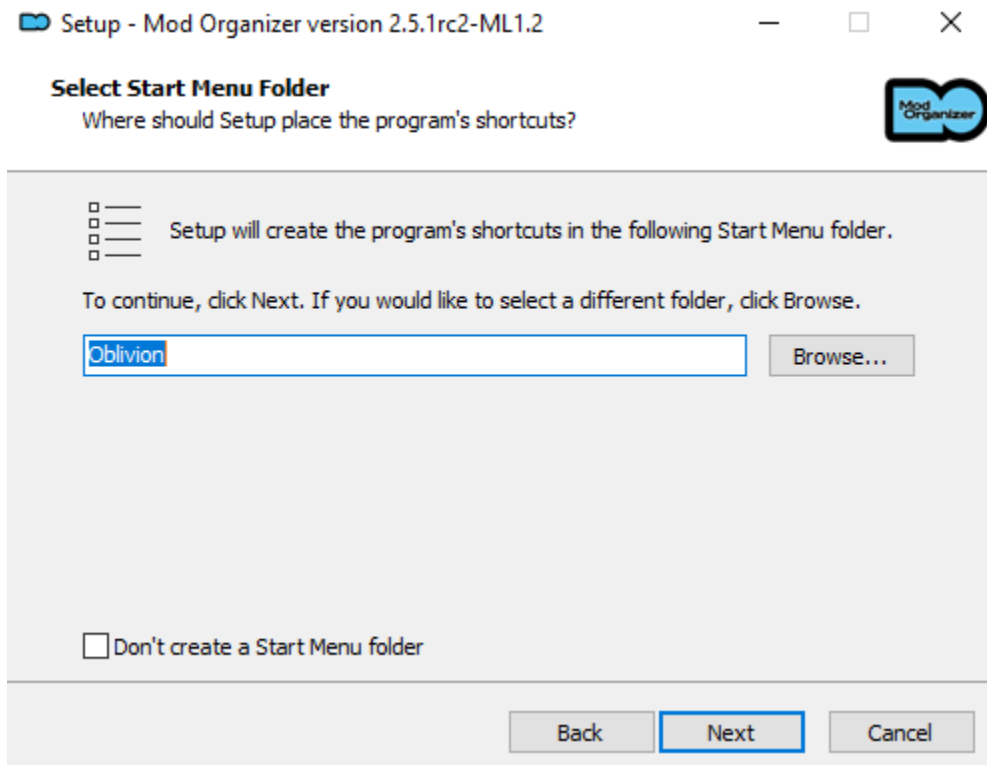 Setup - Mod Organizer version 2.5.1rc2-ML1.2
Select Start Menu Folder
Where should Setup place the program's shortcuts?
Mod
Organizer
Setup will create the program's shortcuts in the following Start Menu folder.
To continue, click Next. If you would like to select a different folder, click Browse.
Oblivion
Browse...
Don't create a Start Menu folder
Back
Next
Cancel